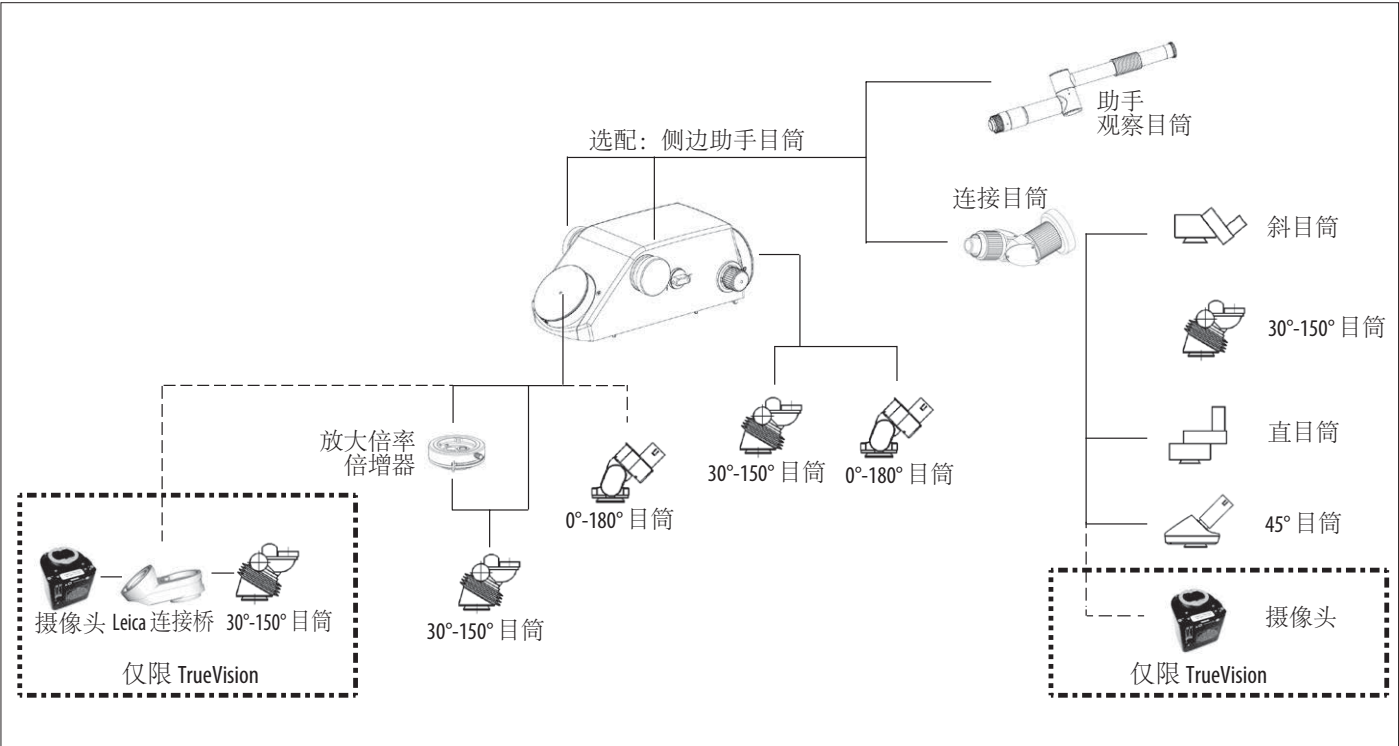 助手
观察目筒
选配：侧边助手目筒
连接目筒
斜目筒
30°-150° 目筒
直目筒
45° 目筒
摄像头
仅限 TrueVision
30°-150° 目筒
0°-180° 目筒
放大倍率
倍增器
0°-180° 目筒
30°-150° 目筒
摄像头
Leica 连接桥
30°-150° 目筒
仅限 TrueVision